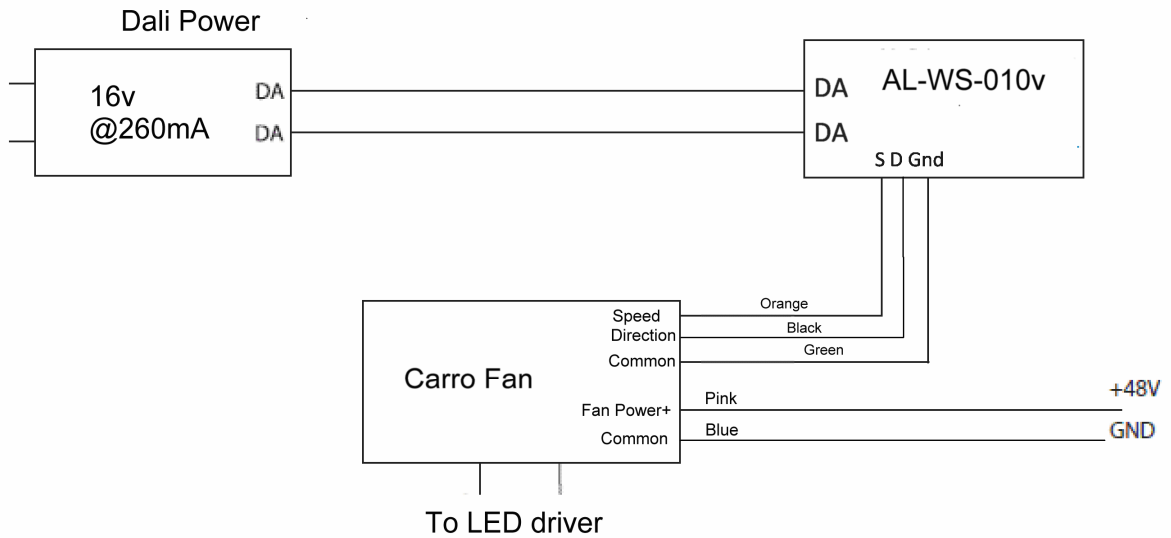 Dali Power
16v
@260mA
DA
DA
DA
DA
AL-WS-010v
S D Gnd
Speed
Direction
Common
Orange
Black
Green
Carro Fan
Fan Power+
Common
Pink
Blue
+48V
GND
To LED driver